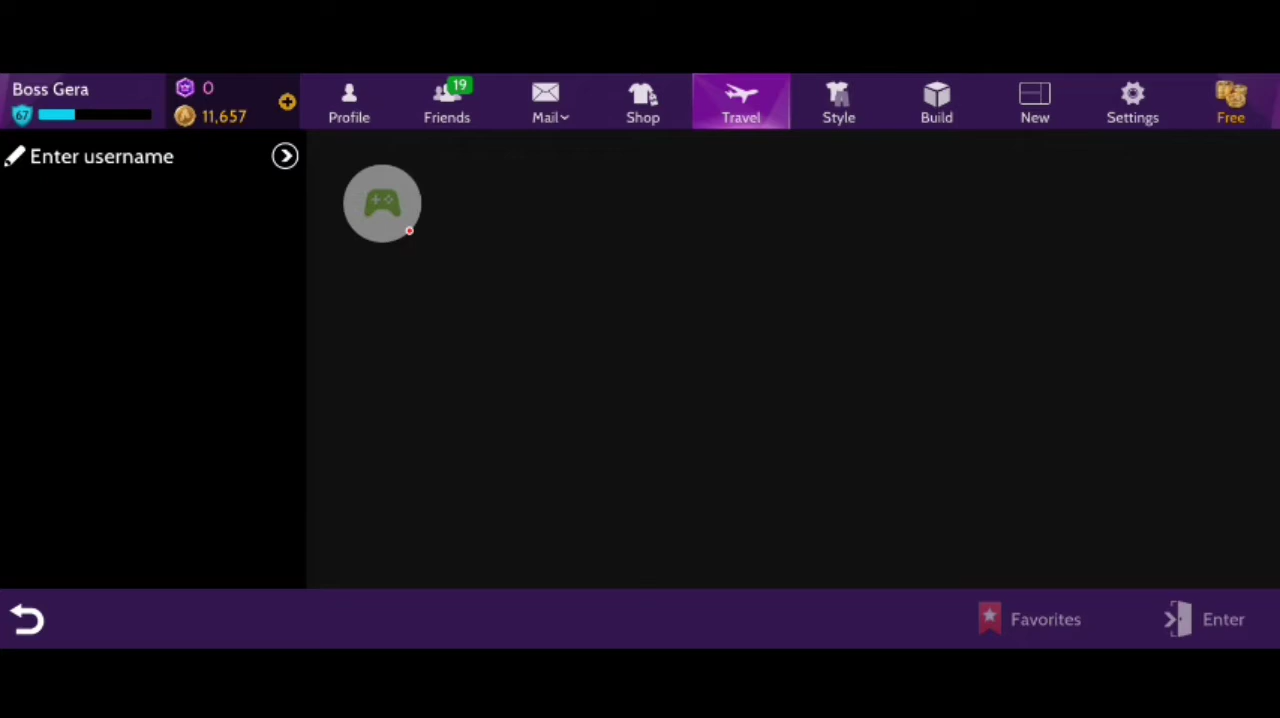 Boss Gera
67
0
11,657
Profile
19
Friends
Mail
Shop
Travel
Style
Build
New
Settings
Free
Enter username
Favorites
Enter